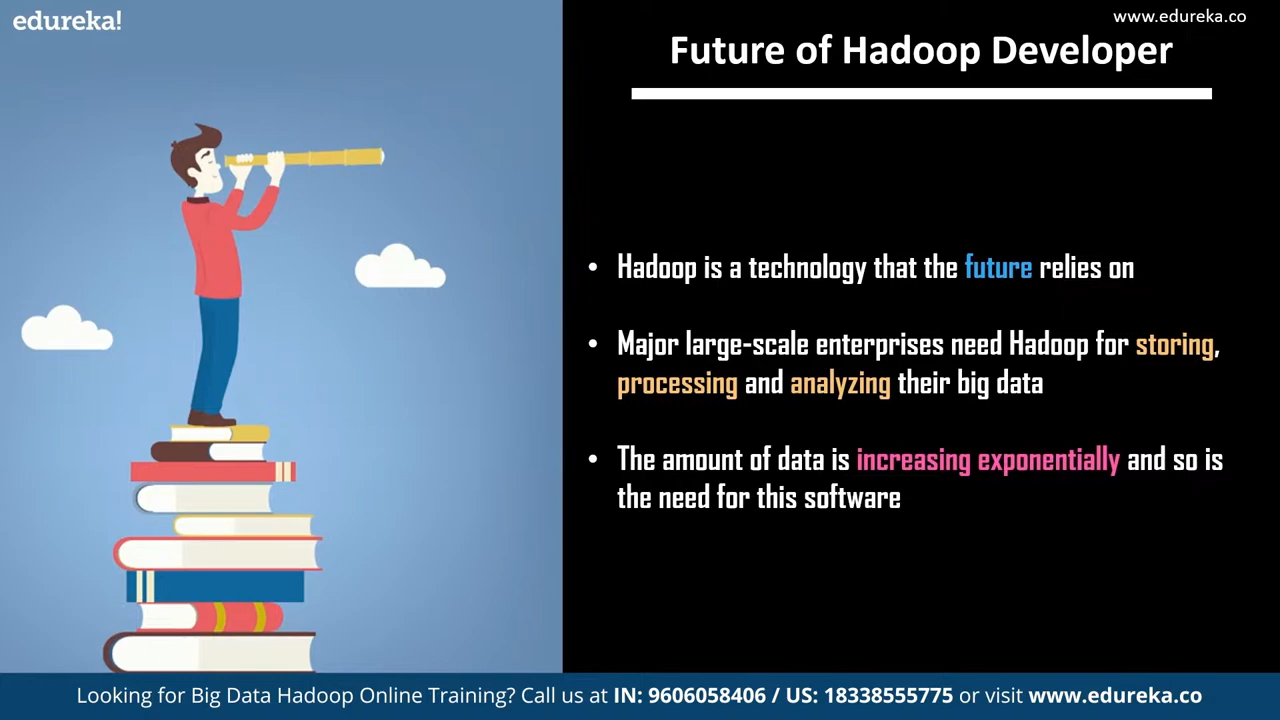 edureka!
www.edureka.co
Future of Hadoop Developer
• Hadoop is a technology that the future relies on
• Major large-scale enterprises need Hadoop for storing,
processing and analyzing their big data
• The amount of data is increasing exponentially and so is
the need for this software
Looking for Big Data Hadoop Online Training? Call us at IN: 9606058406 / US: 18338555775 or visit www.edureka.co